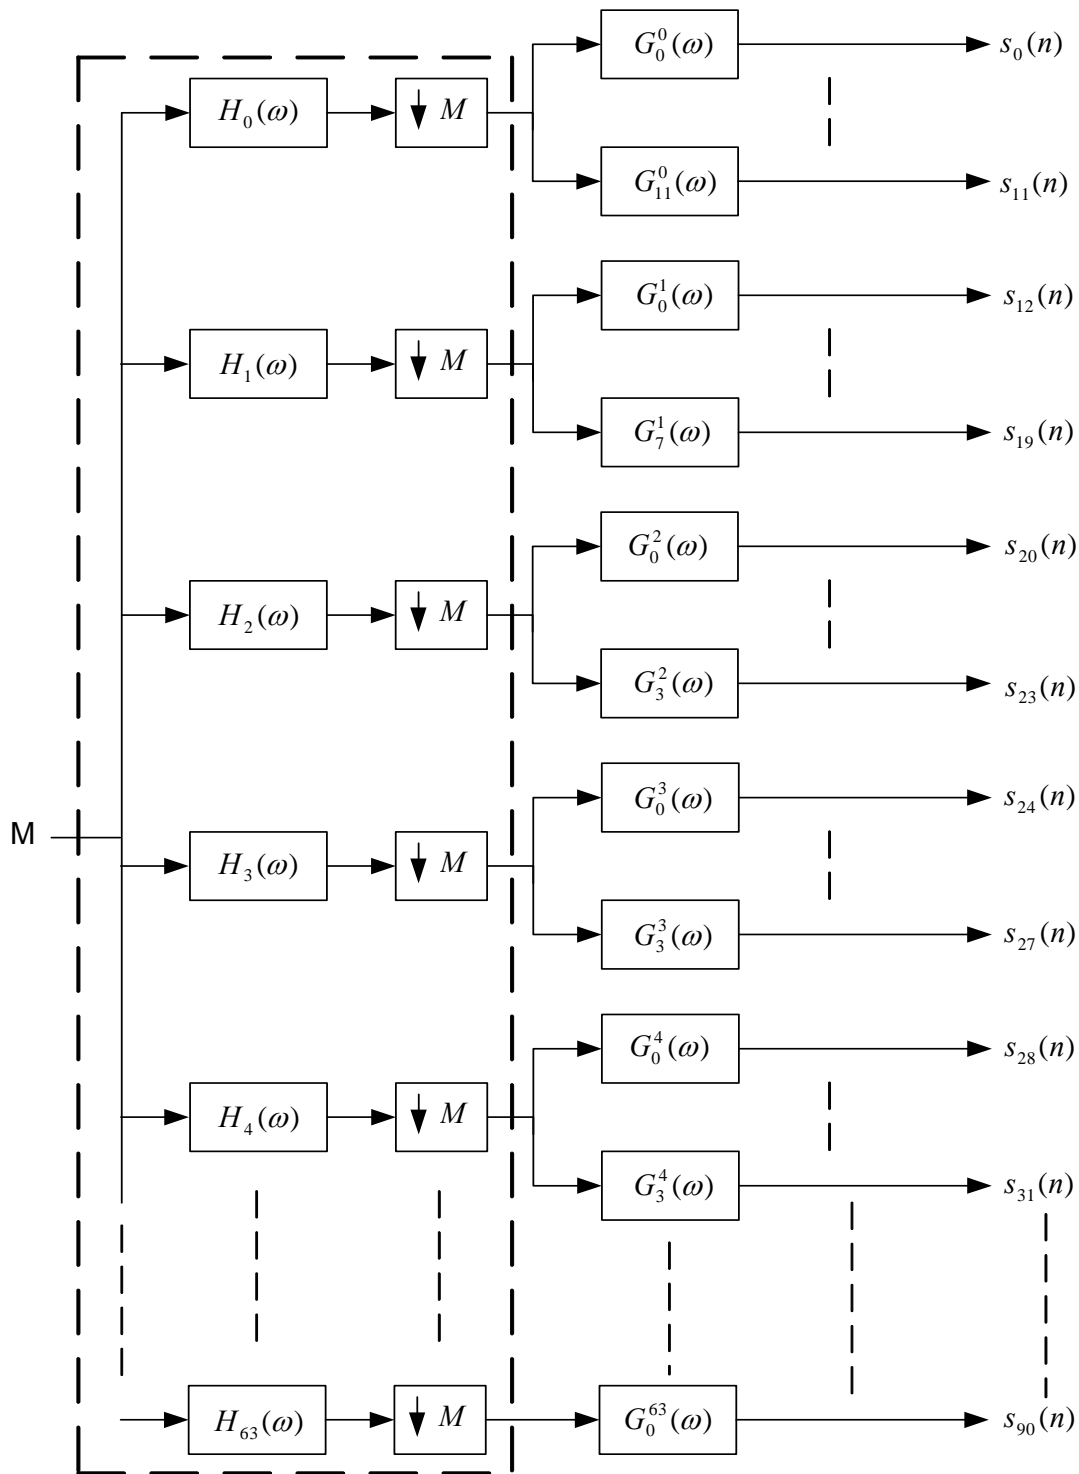 G_0^0(ω) s_0(n)
H_0(ω) ↓ M
G_11^0(ω) s_11(n)
G_0^1(ω) s_12(n)
H_1(ω) ↓ M
G_7^1(ω) s_19(n)
G_0^2(ω) s_20(n)
H_2(ω) ↓ M
G_3^2(ω) s_23(n)
G_0^3(ω) s_24(n)
M
H_3(ω) ↓ M
G_3^3(ω) s_27(n)
G_0^4(ω) s_28(n)
H_4(ω) ↓ M
G_3^4(ω) s_31(n)
H_63(ω) ↓ M G_0^63(ω) s_90(n)